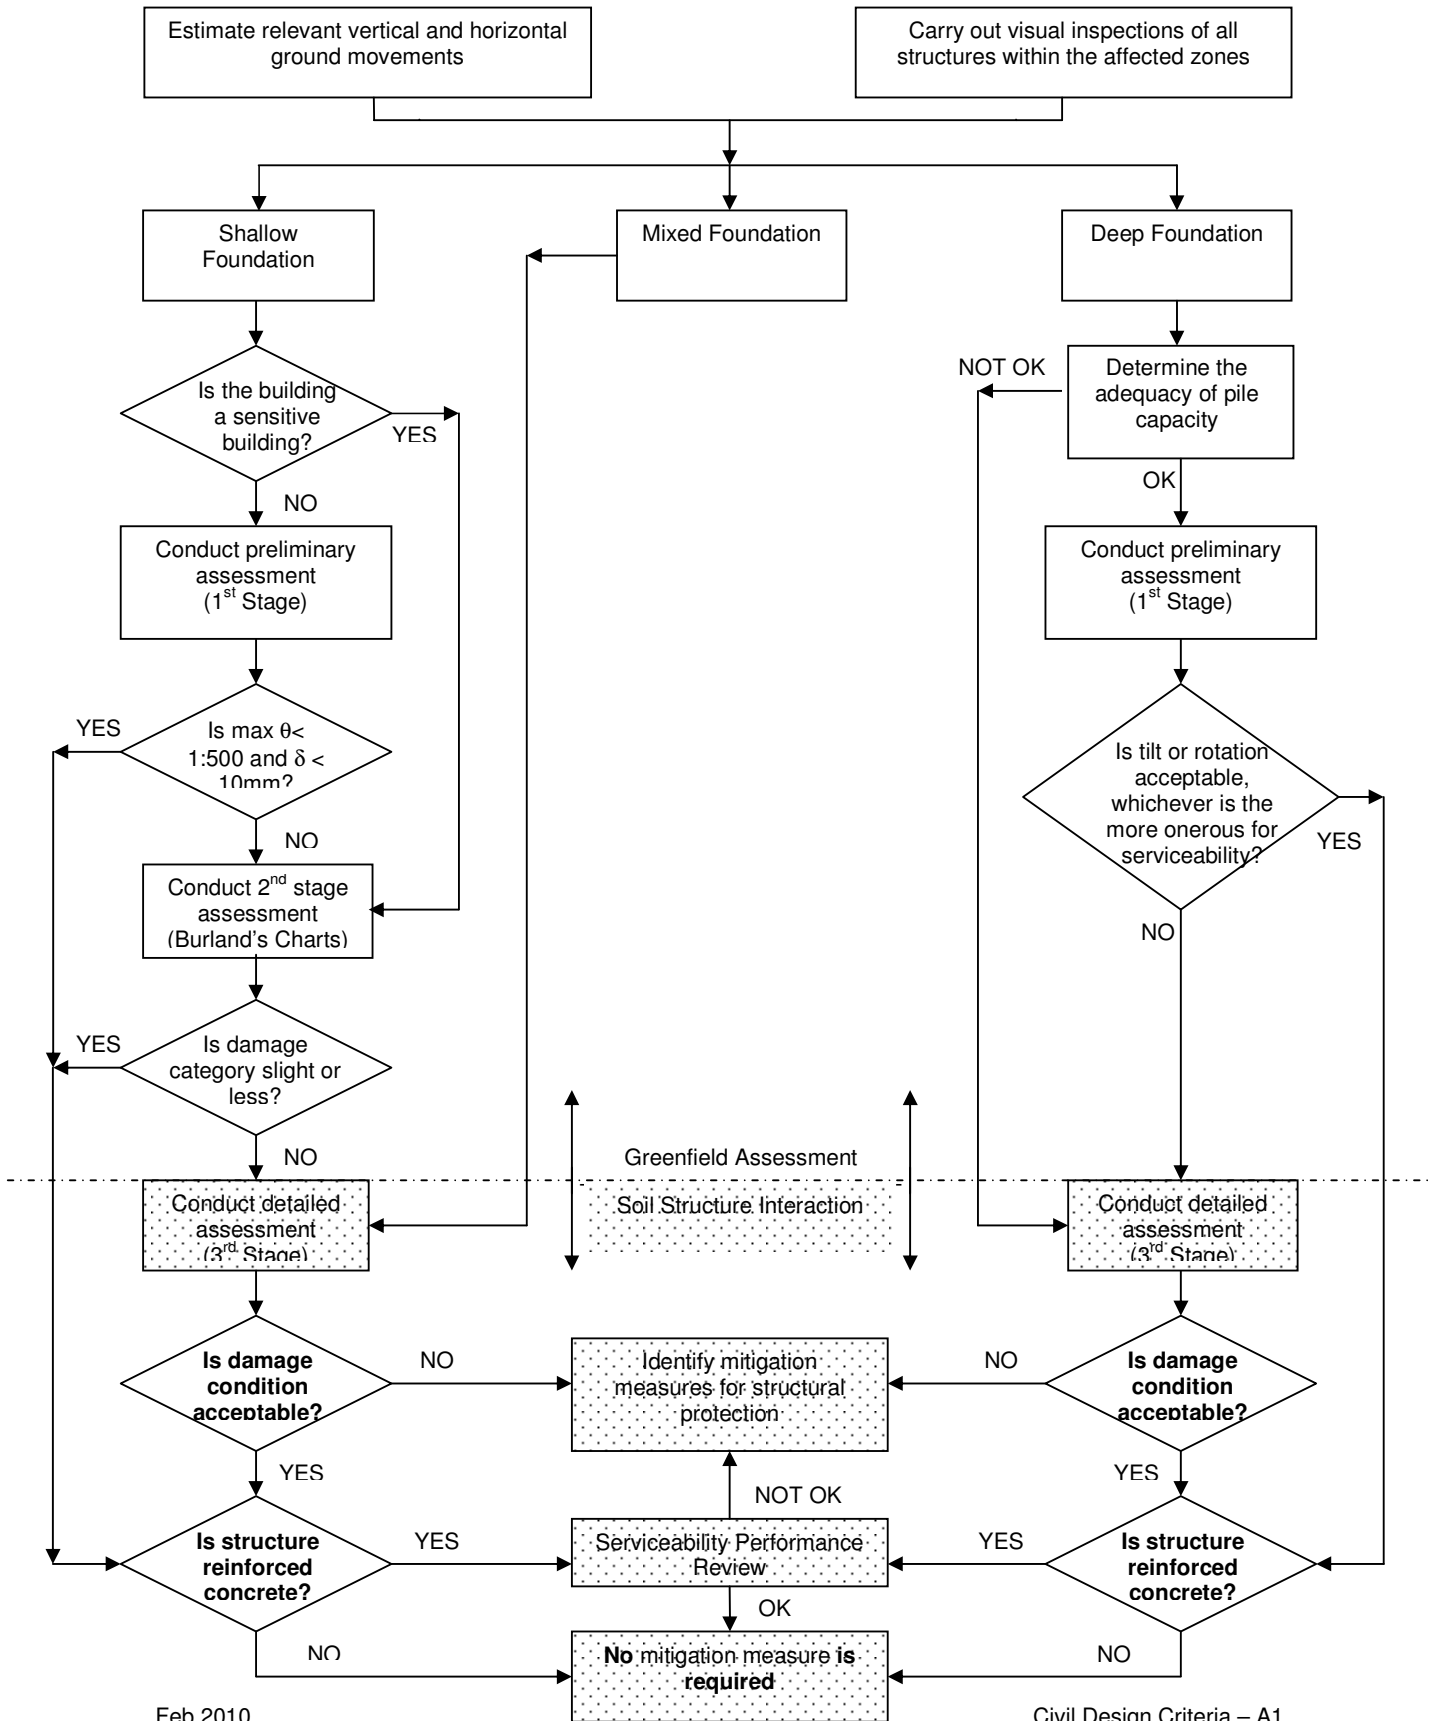 Estimate relevant vertical and horizontal
ground movements
Carry out visual inspections of all
structures within the affected zones
Shallow
Foundation
Mixed Foundation
Deep Foundation
Is the building
a sensitive
building?
YES
NO
NOT OK
Determine the
adequacy of pile
capacity
OK
Conduct preliminary
assessment
(1st Stage)
Conduct preliminary
assessment
(1st Stage)
YES
Is max θ<
1:500 and δ <
10mm?
NO
Is tilt or rotation
acceptable,
whichever is the
more onerous for
serviceability?
YES
NO
Conduct 2nd stage
assessment
(Burland's Charts)
YES
Is damage
category slight or
less?
NO
Greenfield Assessment
Soil Structure Interaction
Conduct detailed
assessment
(3rd Stage)
Conduct detailed
assessment
(3rd Stage)
Is damage
condition
acceptable?
NO
Identify mitigation
measures for structural
protection
NO
Is damage
condition
acceptable?
YES
NOT OK
YES
Is structure
reinforced
concrete?
YES
Serviceability Performance
Review
YES
Is structure
reinforced
concrete?
OK
NO
No mitigation measure is
required
NO
Feb 2010
Civil Design Criteria – A1